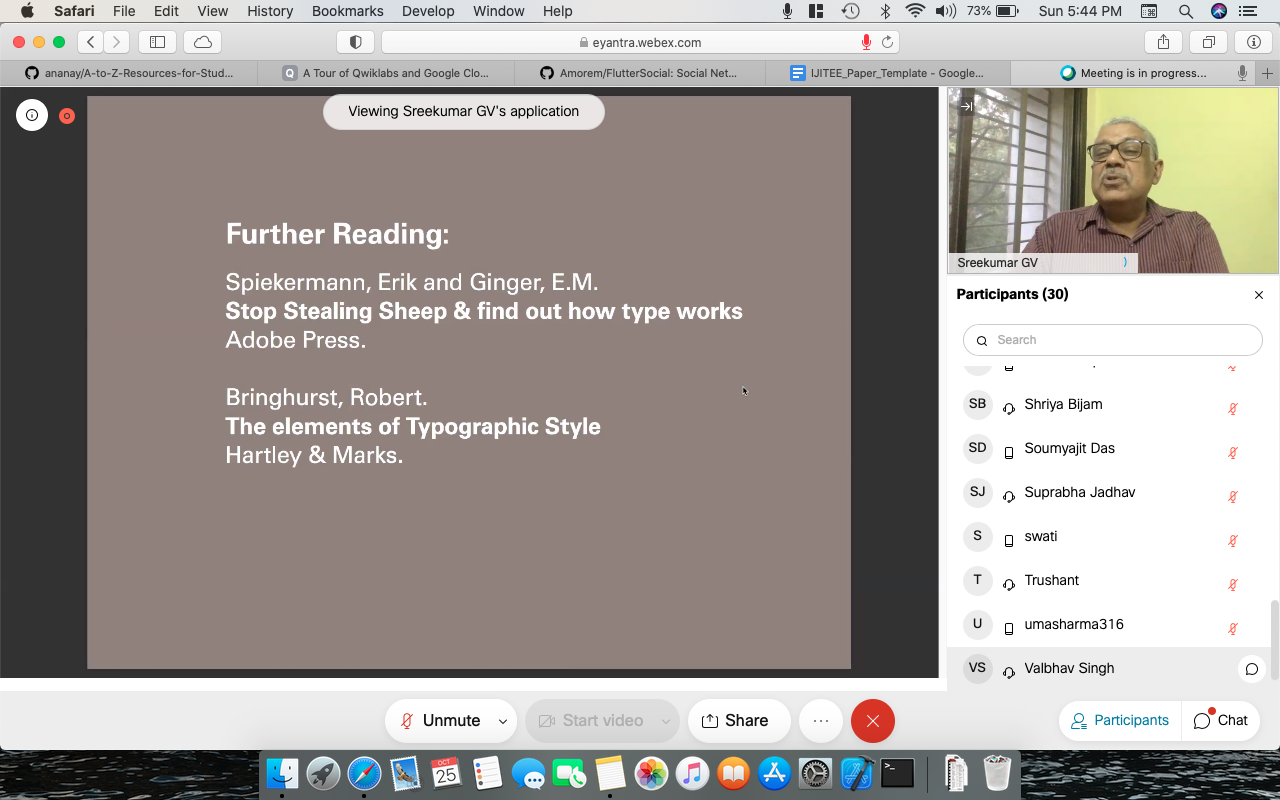 Safari File Edit View History Bookmarks Develop Window Help 73% Sun 5:44 PM
eyantra.webex.com
ananay/A-to-Z-Resources-for-Stud... A Tour of Qwiklabs and Google Clo... Amorem/FlutterSocial: Social Net... IJITEE_Paper_Template - Google... Meeting is in progress...
Viewing Sreekumar GV's application
Further Reading:
Spiekermann, Erik and Ginger, E.M.
Stop Stealing Sheep & find out how type works
Adobe Press.
Bringhurst, Robert.
The elements of Typographic Style
Hartley & Marks.
Sreekumar GV
Participants (30)
Search
SB Shriya Bijam
SD Soumyajit Das
SJ Suprabha Jadhav
S swati
T Trushant
U umasharma316
VS Valbhav Singh
Unmute Start video Share
Participants Chat
OCT
25